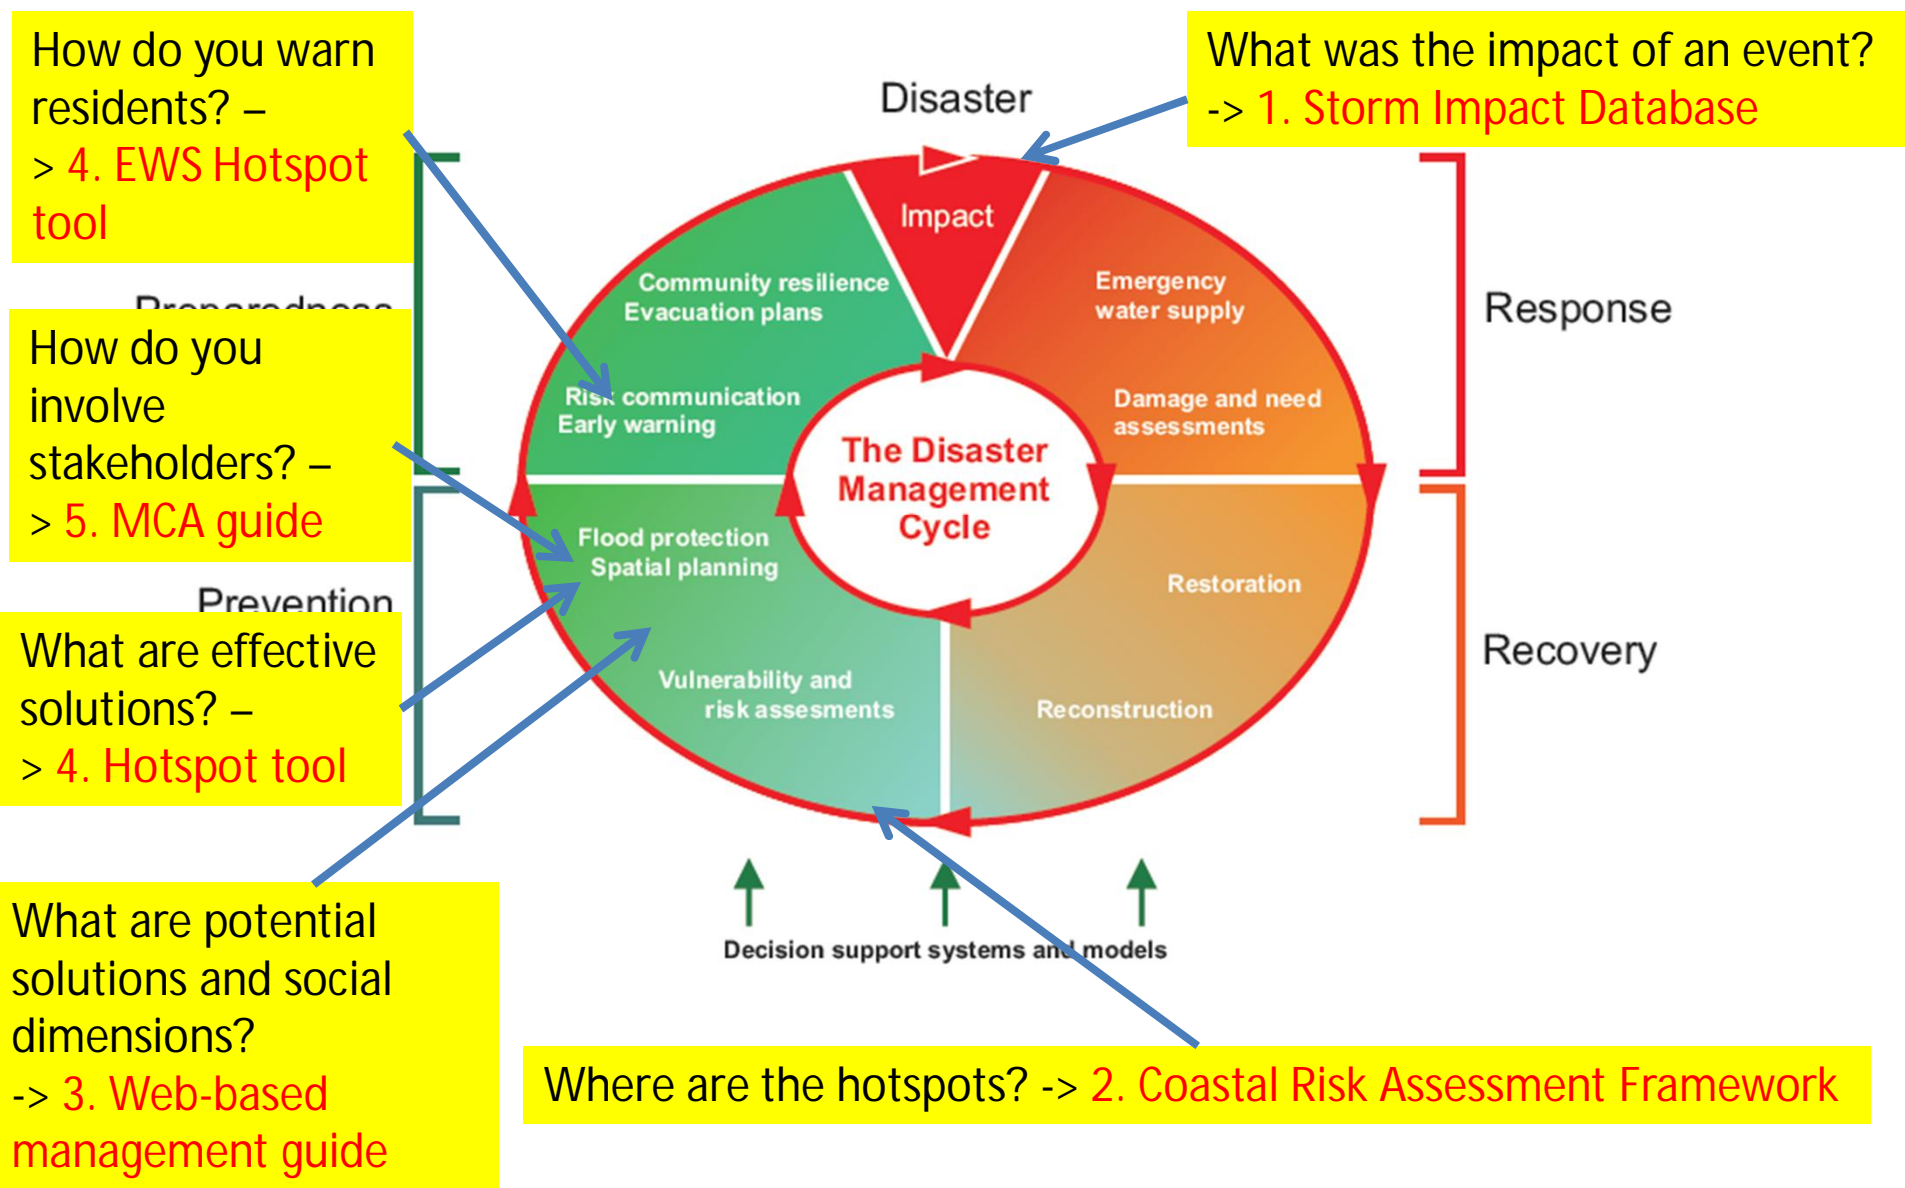 How do you warn
residents? –
> 4. EWS Hotspot
tool
What was the impact of an event?
-> 1. Storm Impact Database
Disaster
Impact
Community resilience
Evacuation plans
Emergency
water supply
Preparedness
Response
How do you
involve
stakeholders? –
> 5. MCA guide
Risk communication
Early warning
Damage and need
assessments
The Disaster
Management
Cycle
Flood protection
Spatial planning
Restoration
Prevention
What are effective
solutions? –
> 4. Hotspot tool
Recovery
Vulnerability and
risk assesments
Reconstruction
What are potential
solutions and social
dimensions?
-> 3. Web-based
management guide
Decision support systems and models
Where are the hotspots? -> 2. Coastal Risk Assessment Framework